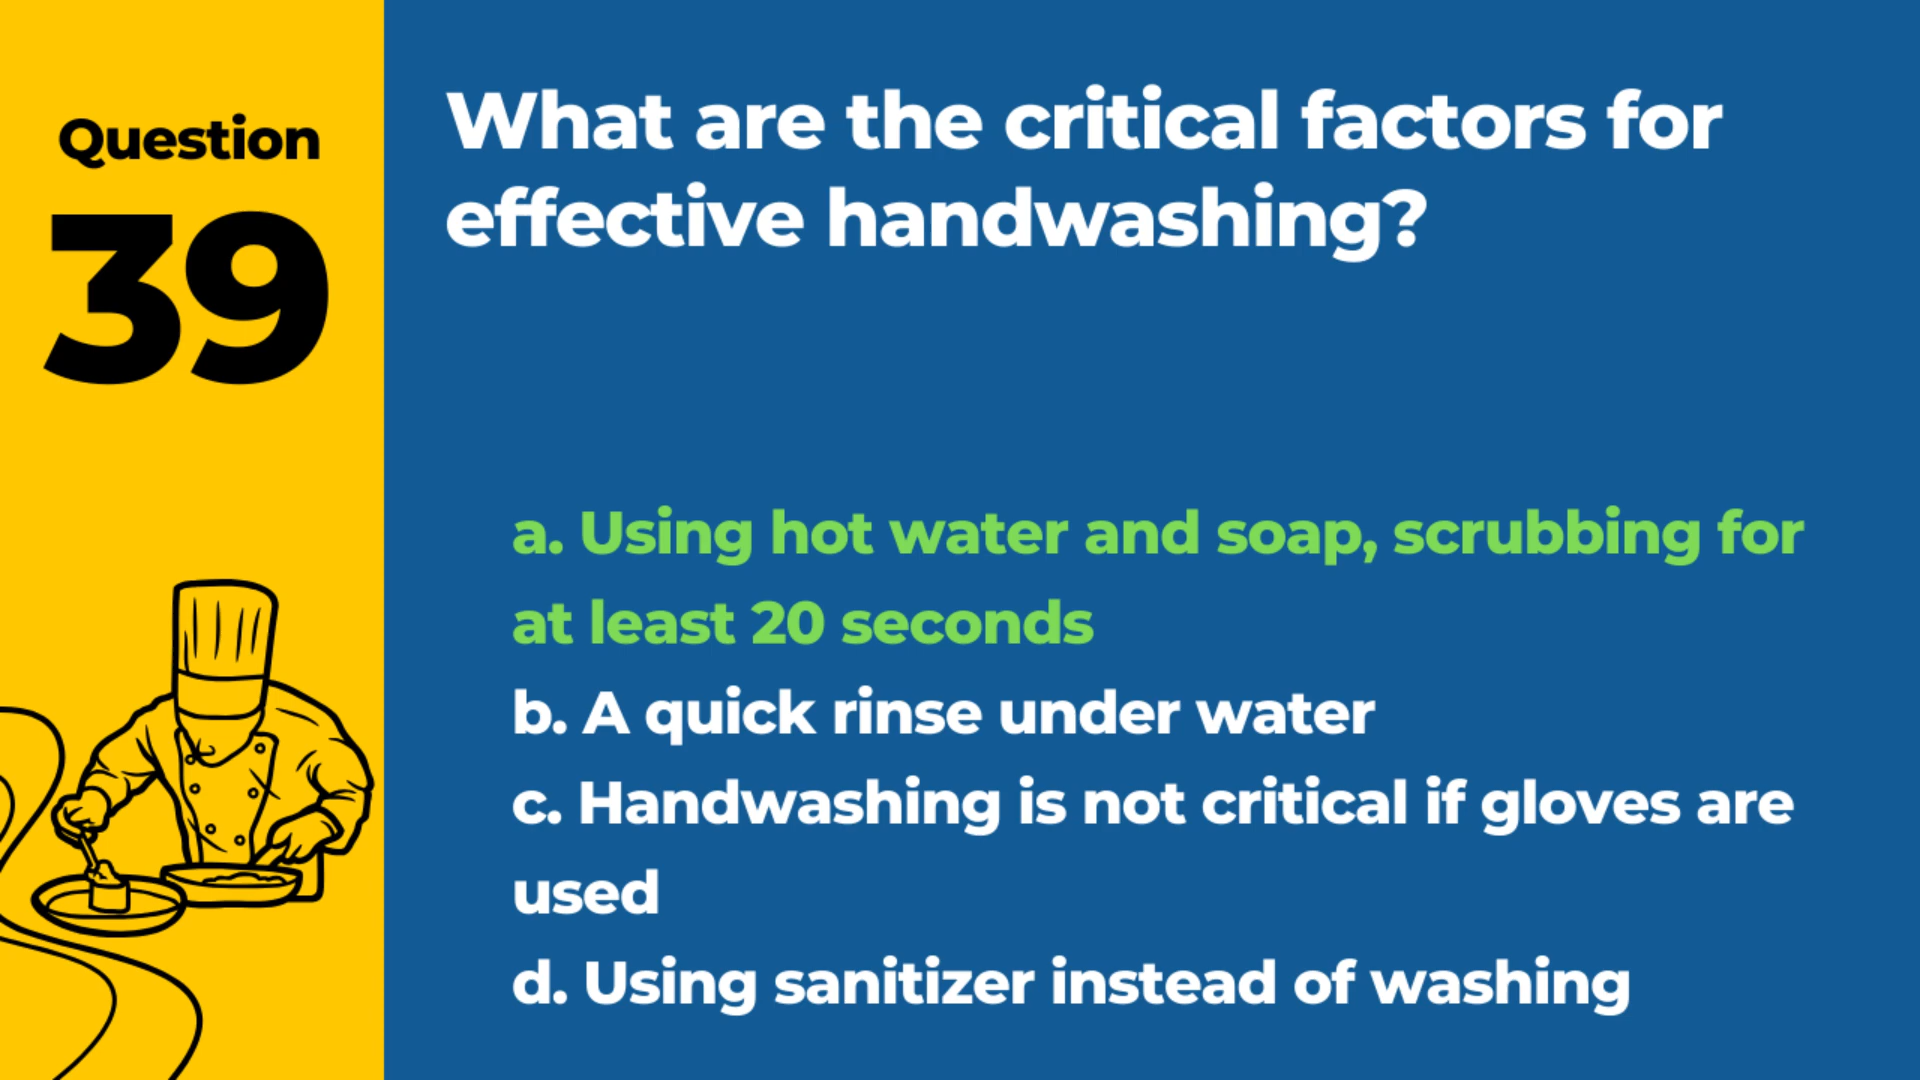 Question
39
What are the critical factors for
effective handwashing?
a. Using hot water and soap, scrubbing for
at least 20 seconds
b. A quick rinse under water
c. Handwashing is not critical if gloves are
used
d. Using sanitizer instead of washing